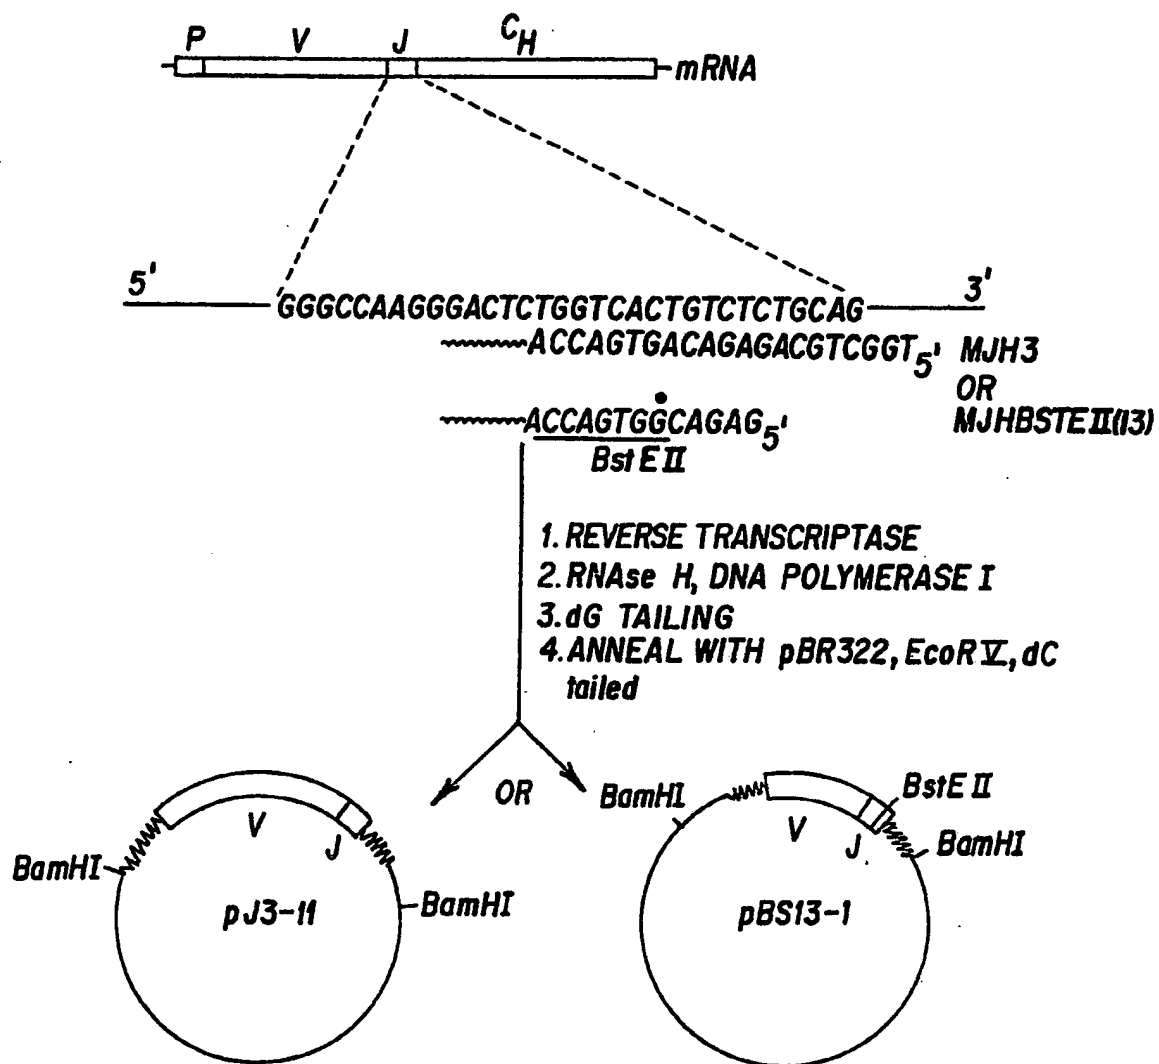 P V J CH
mRNA
5' 3'
GGGCCAAGGGACTCTGGTCACTGTCTCTGCAG
ACCAGTGACAGAGACGTCGGT5' MJH3
OR
ACCAGTGGCAGAG5' MJHBSTEII(13)
BstEII
1. REVERSE TRANSCRIPTASE
2. RNAse H, DNA POLYMERASE I
3. dG TAILING
4. ANNEAL WITH pBR322, EcoRV, dC
tailed
OR
BamHI V J BamHI
pJ3-11
BamHI V J BstEII
BamHI
pBS13-1